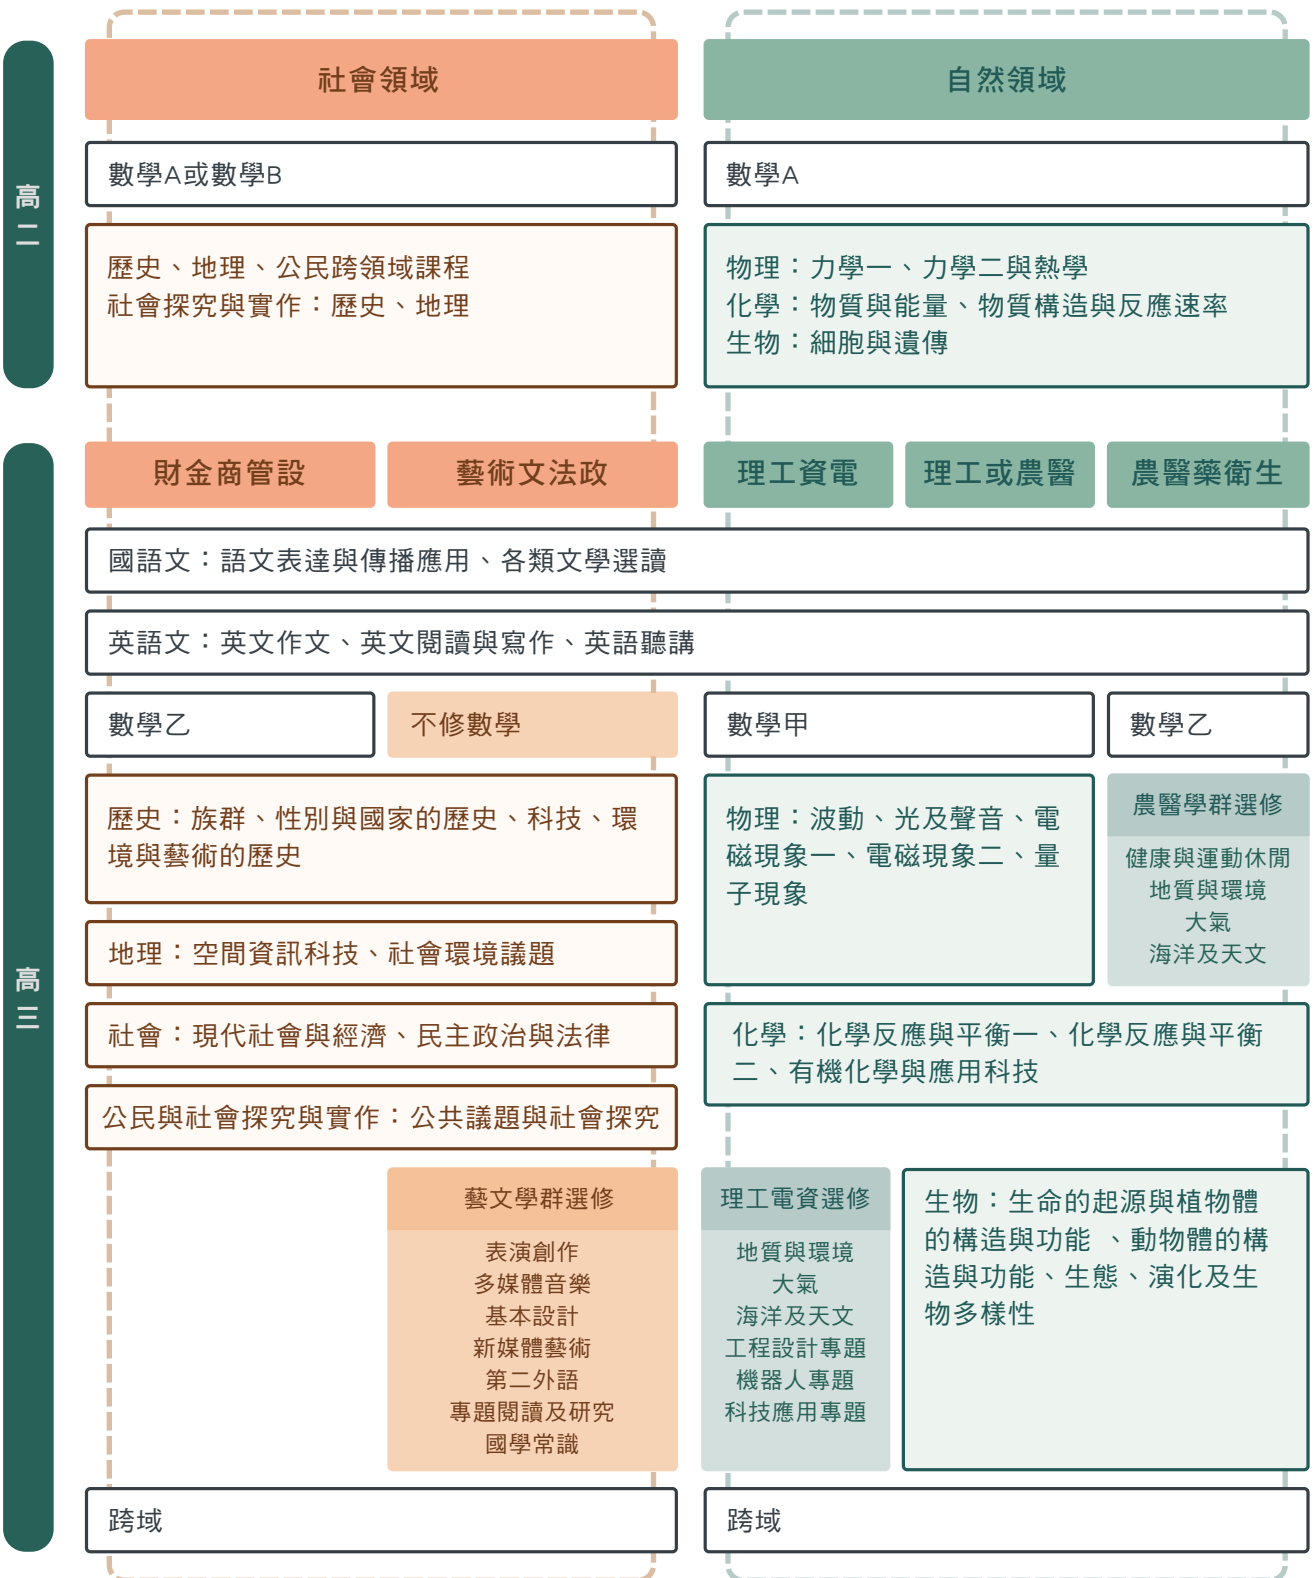 高二
社會領域
數學A或數學B
歷史、地理、公民跨領域課程
社會探究與實作：歷史、地理
自然領域
數學A
物理：力學一、力學二與熱學
化學：物質與能量、物質構造與反應速率
生物：細胞與遺傳
高三
財金商管設
藝術文法政
理工資電
理工或農醫
農醫藥衛生
國語文：語文表達與傳播應用、各類文學選讀
英語文：英文作文、英文閱讀與寫作、英語聽講
數學乙
不修數學
數學甲
數學乙
歷史：族群、性別與國家的歷史、科技、環
境與藝術的歷史
地理：空間資訊科技、社會環境議題
社會：現代社會與經濟、民主政治與法律
公民與社會探究與實作：公共議題與社會探究
物理：波動、光及聲音、電
磁現象一、電磁現象二、量
子現象
農醫學群選修
健康與運動休閒
地質與環境
大氣
海洋及天文
化學：化學反應與平衡一、化學反應與平衡
二、有機化學與應用科技
藝文學群選修
表演創作
多媒體音樂
基本設計
新媒體藝術
第二外語
專題閱讀及研究
國學常識
理工電資選修
地質與環境
大氣
海洋及天文
工程設計專題
機器人專題
科技應用專題
生物：生命的起源與植物體
的構造與功能 、動物體的構
造與功能、生態、演化及生
物多樣性
跨域
跨域